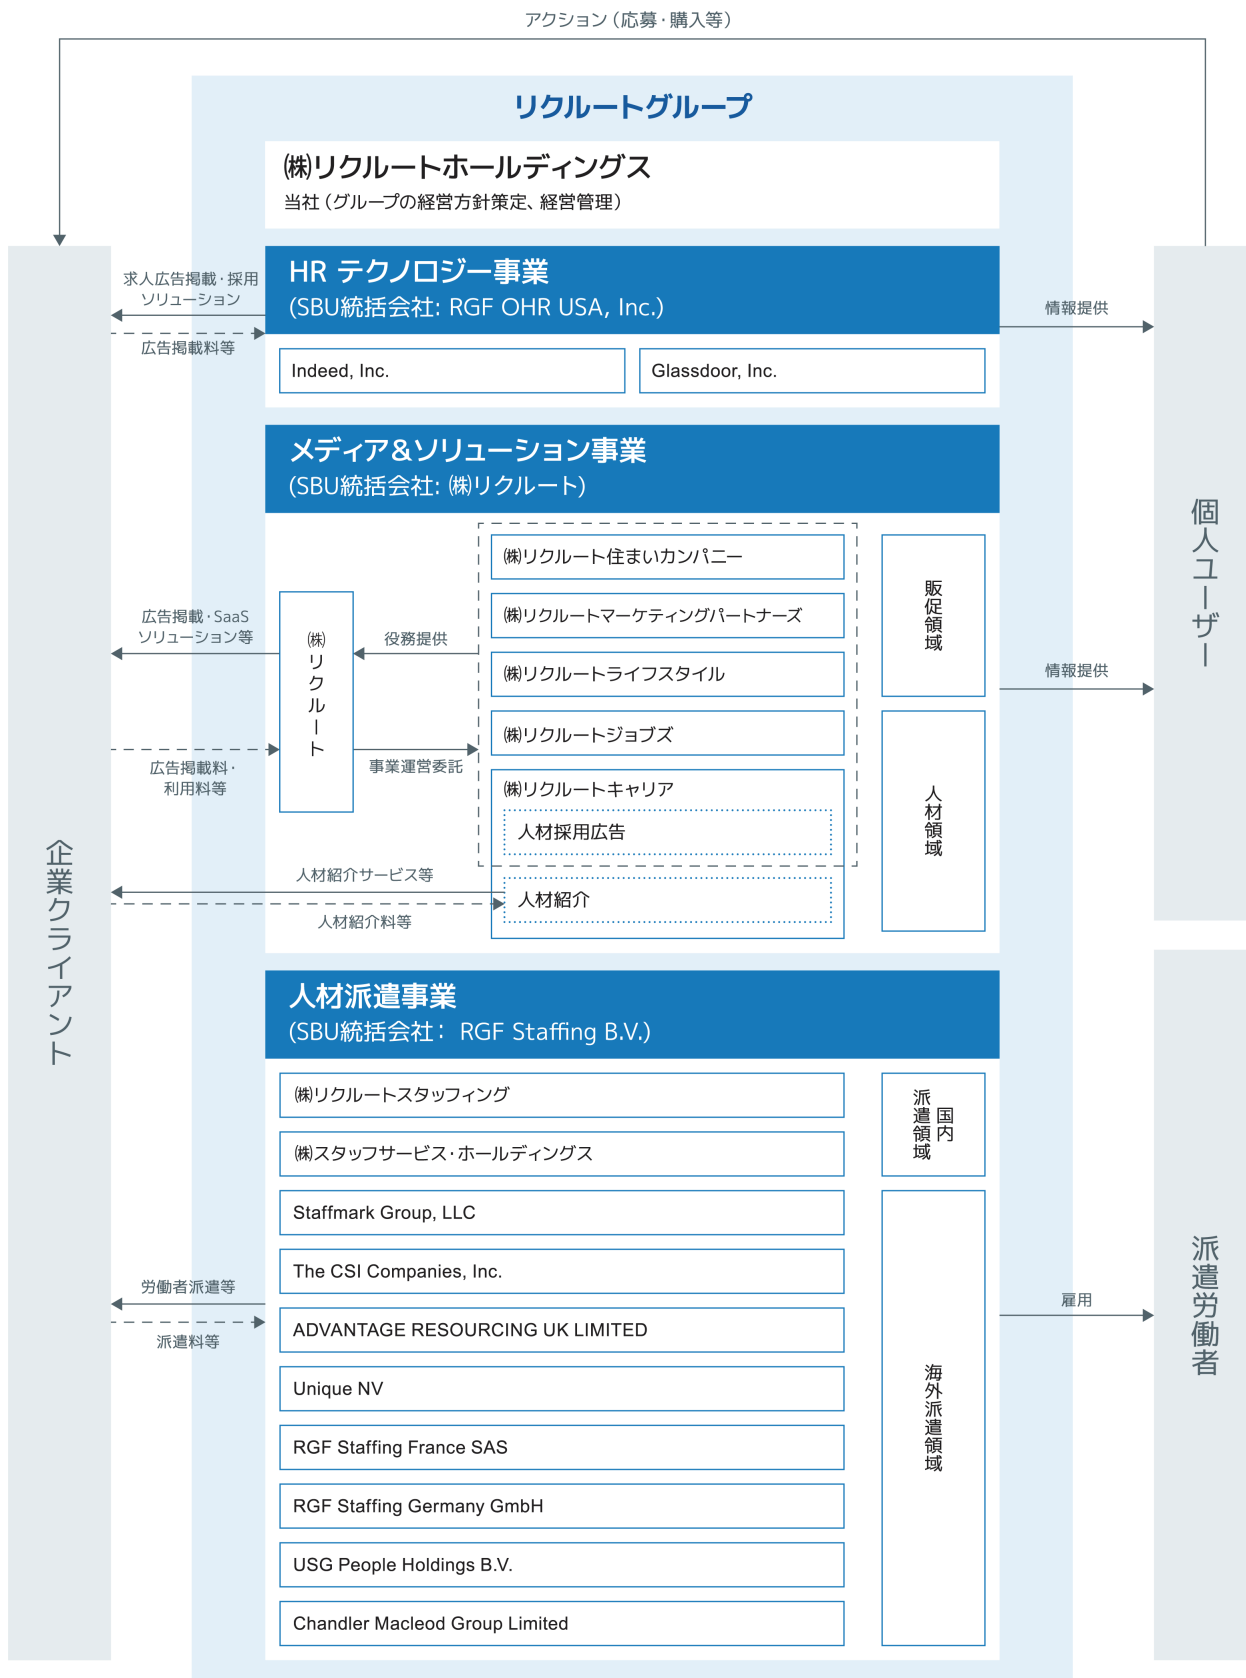 アクション（応募・購入等）
リクルートグループ
㈱リクルートホールディングス
当社（グループの経営方針策定、経営管理）
HR テクノロジー事業
(SBU統括会社: RGF OHR USA, Inc.)
求人広告掲載・採用
ソリューション
広告掲載料等
情報提供
Indeed, Inc.
Glassdoor, Inc.
メディア&ソリューション事業
(SBU統括会社: ㈱リクルート)
㈱リクルート住まいカンパニー
㈱リクルートマーケティングパートナーズ
㈱リクルートライフスタイル
㈱リクルートジョブズ
㈱リクルートキャリア
人材採用広告
人材紹介
販促領域
人材領域
広告掲載・SaaS
ソリューション等
㈱リクルート
役務提供
事業運営委託
広告掲載料・
利用料等
人材紹介サービス等
人材紹介料等
情報提供
個人ユーザー
企業クライアント
人材派遣事業
(SBU統括会社： RGF Staffing B.V.)
㈱リクルートスタッフィング
㈱スタッフサービス・ホールディングス
Staffmark Group, LLC
The CSI Companies, Inc.
ADVANTAGE RESOURCING UK LIMITED
Unique NV
RGF Staffing France SAS
RGF Staffing Germany GmbH
USG People Holdings B.V.
Chandler Macleod Group Limited
国内
派遣領域
海外派遣領域
労働者派遣等
派遣料等
雇用
派遣労働者